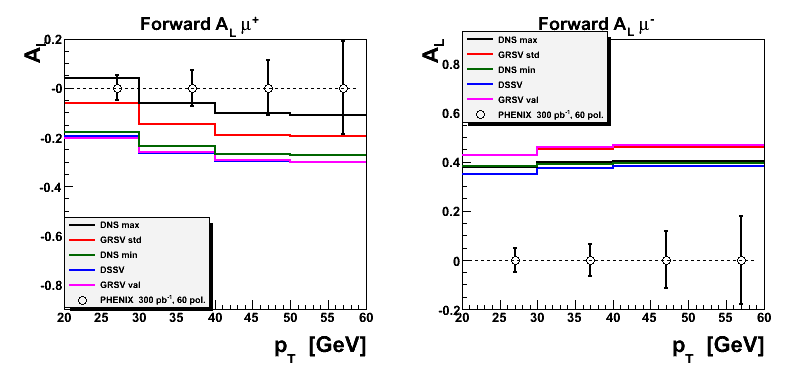 Forward A_L μ⁺
A_L
0.2
-0
-0.2
-0.4
-0.6
-0.8
DNS max
GRSV std
DNS min
DSSV
GRSV val
PHENIX 300 pb⁻¹, 60 pol.
20 25 30 35 40 45 50 55 60
p_T [GeV]
Forward A_L μ⁻
A_L
DNS max
GRSV std
DNS min
DSSV
GRSV val
PHENIX 300 pb⁻¹, 60 pol.
0.8
0.6
0.4
0.2
0
-0.2
20 25 30 35 40 45 50 55 60
p_T [GeV]